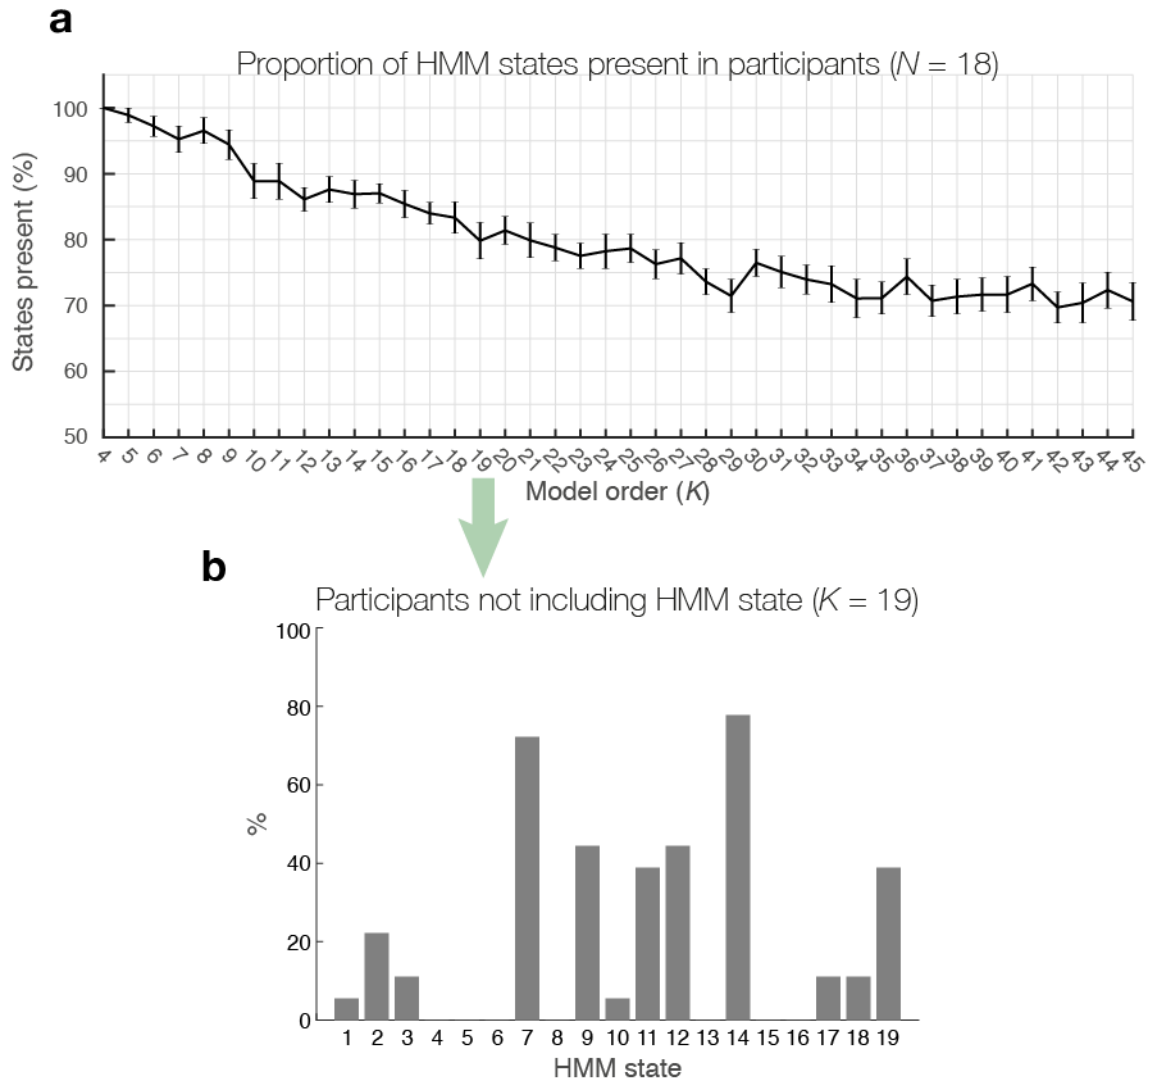 a
Proportion of HMM states present in participants (N = 18)
States present (%)
100
90
80
70
60
50
4 5 6 7 8 9 10 11 12 13 14 15 16 17 18 19 20 21 22 23 24 25 26 27 28 29 30 31 32 33 34 35 36 37 38 39 40 41 42 43 44 45
Model order (K)
b
Participants not including HMM state (K = 19)
%
100
80
60
40
20
0
1 2 3 4 5 6 7 8 9 10 11 12 13 14 15 16 17 18 19
HMM state